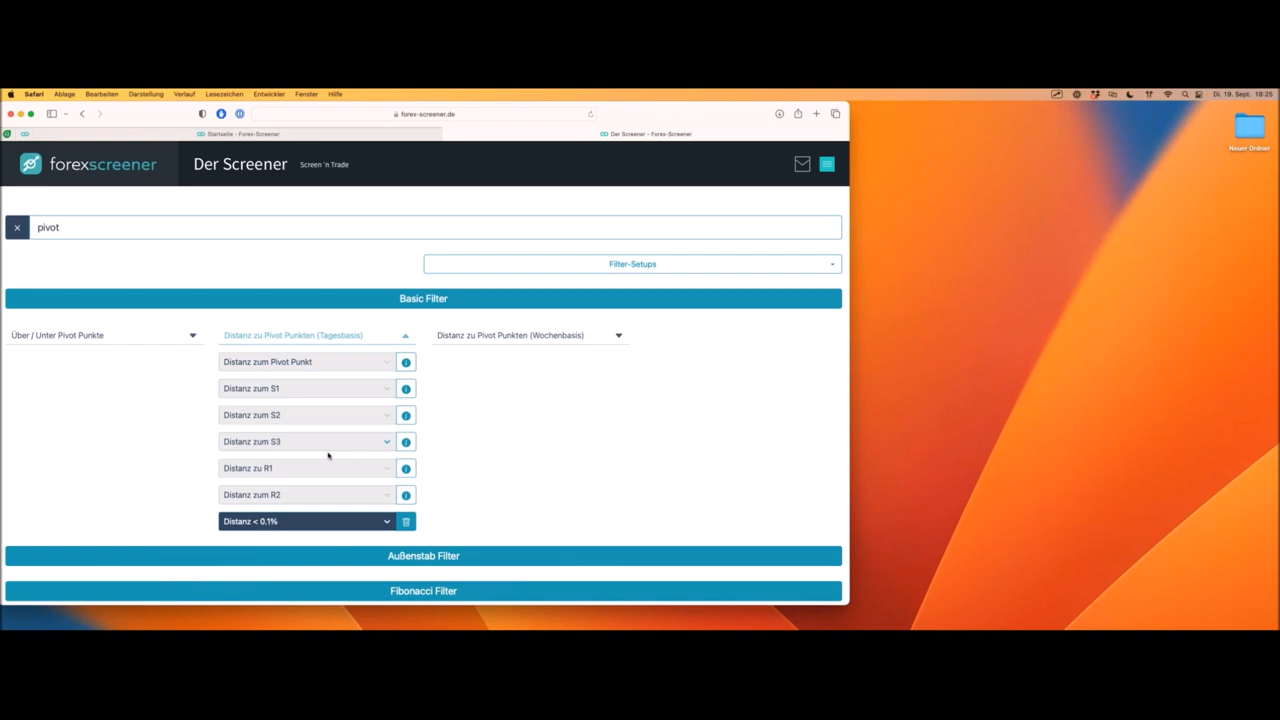 Safari Ablage Bearbeiten Darstellung Verlauf Lesezeichen Entwickler Fenster Hilfe Di. 19. Sept. 18:25
forex-screener.de
Startseite - Forex-Screener Der Screener - Forex-Screener
forexscreener Der Screener Screen 'n Trade
Neuer Ordner
pivot
Filter-Setups
Basic Filter
Über / Unter Pivot Punkte Distanz zu Pivot Punkten (Tagesbasis) Distanz zu Pivot Punkten (Wochenbasis)
Distanz zum Pivot Punkt
Distanz zum S1
Distanz zum S2
Distanz zum S3
Distanz zu R1
Distanz zum R2
Distanz < 0.1%
Außenstab Filter
Fibonacci Filter